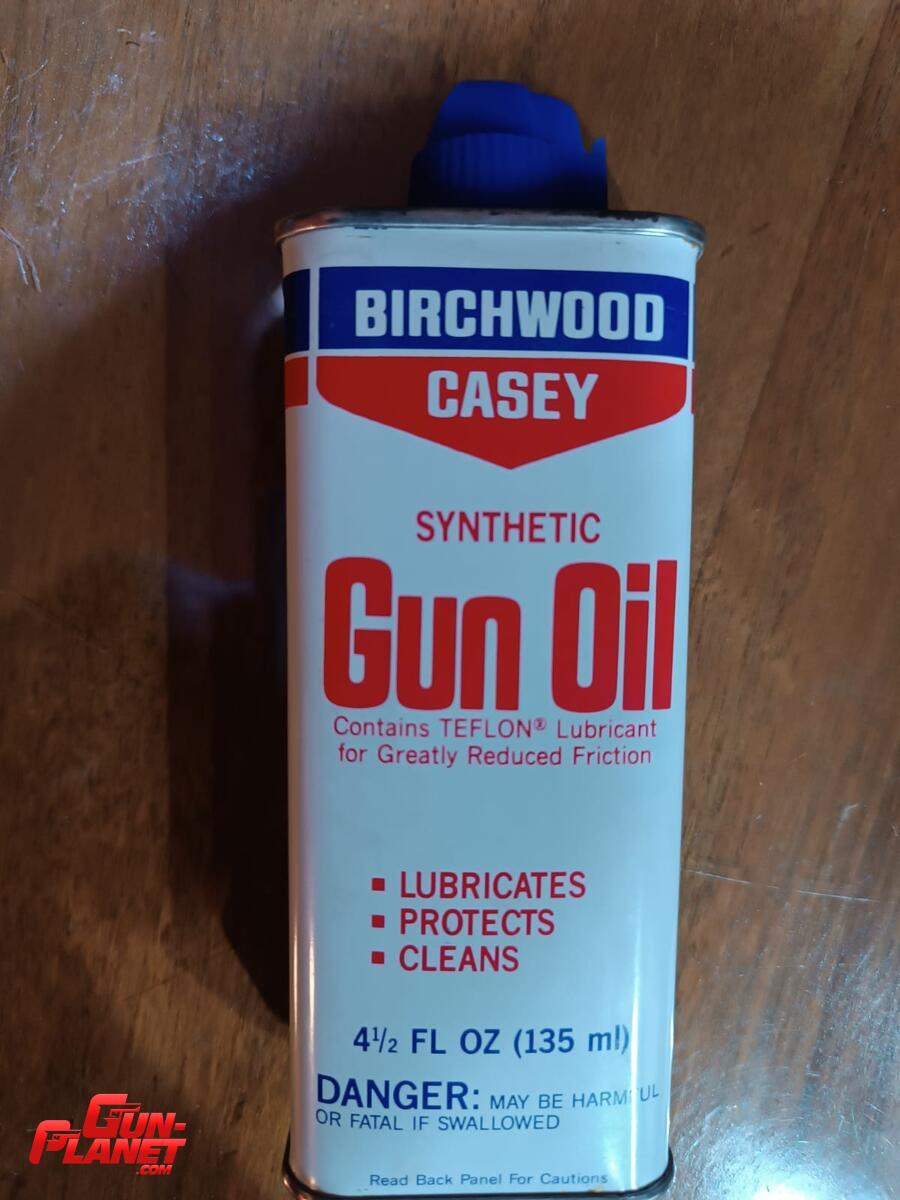 BIRCHWOOD
CASEY
SYNTHETIC
Gun Oil
Contains TEFLON® Lubricant
for Greatly Reduced Friction
▪ LUBRICATES
▪ PROTECTS
▪ CLEANS
4½ FL OZ (135 ml)
DANGER: MAY BE HARMFUL
OR FATAL IF SWALLOWED
Read Back Panel For Cautions
GUN-
PLANET
.COM